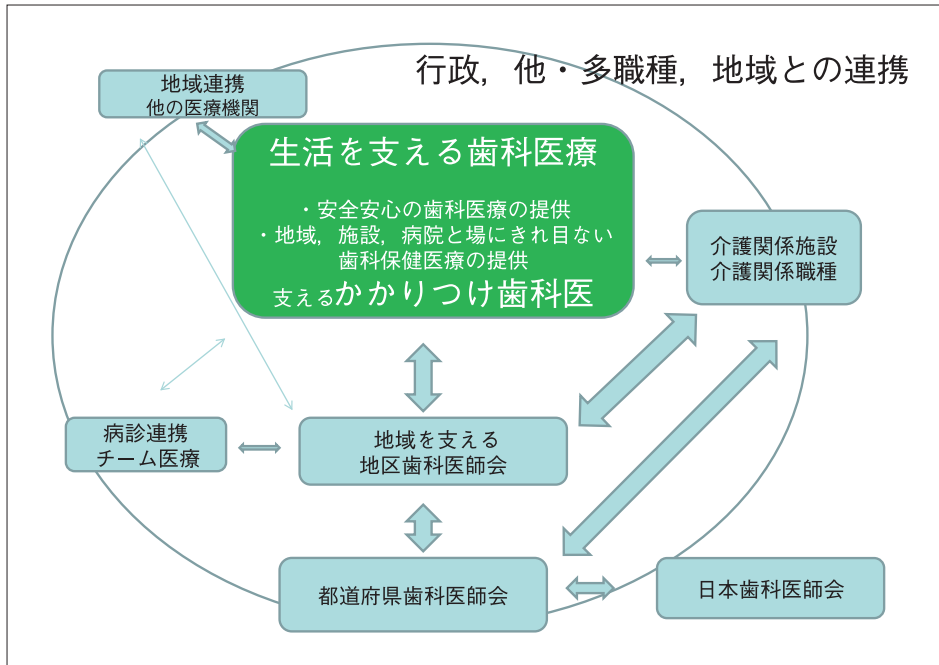 行政，他・多職種，地域との連携
地域連携
他の医療機関
生活を支える歯科医療
・安全安心の歯科医療の提供
・地域，施設，病院と場にきれ目ない
歯科保健医療の提供
支えるかかりつけ歯科医
介護関係施設
介護関係職種
病診連携
チーム医療
地域を支える
地区歯科医師会
都道府県歯科医師会
日本歯科医師会